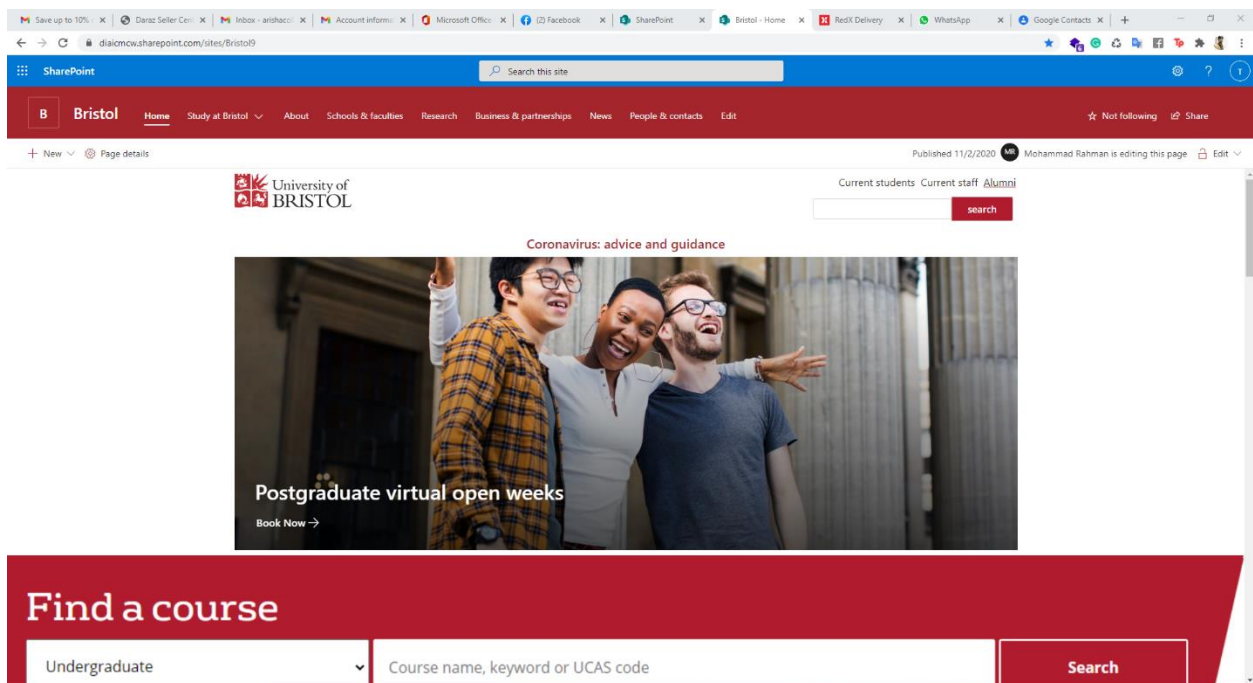 Save up to 10%
Daraz Seller Cen
Inbox - arishacol
Account informa
Microsoft Office
(2) Facebook
SharePoint
Bristol - Home
RedX Delivery
WhatsApp
Google Contacts
diaicmcw.sharepoint.com/sites/Bristol9
SharePoint
Search this site
?
T
B
Bristol
Home Study at Bristol About Schools & faculties Research Business & partnerships News People & contacts Edit
Not following Share
New Page details
Published 11/2/2020 MR Mohammad Rahman is editing this page Edit
University of
BRISTOL
Current students Current staff Alumni
search
Coronavirus: advice and guidance
Postgraduate virtual open weeks
Book Now
Find a course
Undergraduate
Course name, keyword or UCAS code
Search